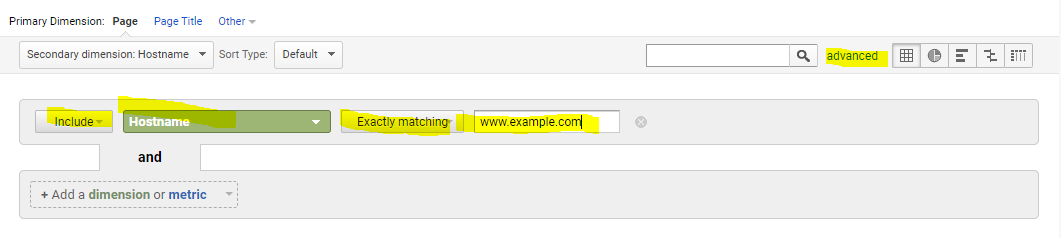 Primary Dimension: Page Page Title Other
Secondary dimension: Hostname Sort Type: Default advanced
Include Hostname Exactly matching www.example.com
and
+ Add a dimension or metric